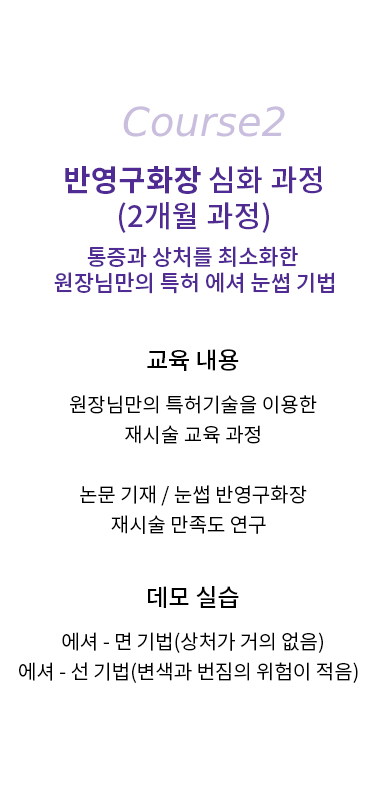 Course2
반영구화장 심화 과정
(2개월 과정)
통증과 상처를 최소화한
원장님만의 특허 에셔 눈썹 기법
교육 내용
원장님만의 특허기술을 이용한
재시술 교육 과정
논문 기재 / 눈썹 반영구화장
재시술 만족도 연구
데모 실습
에셔 - 면 기법(상처가 거의 없음)
에셔 - 선 기법(변색과 번짐의 위험이 적음)